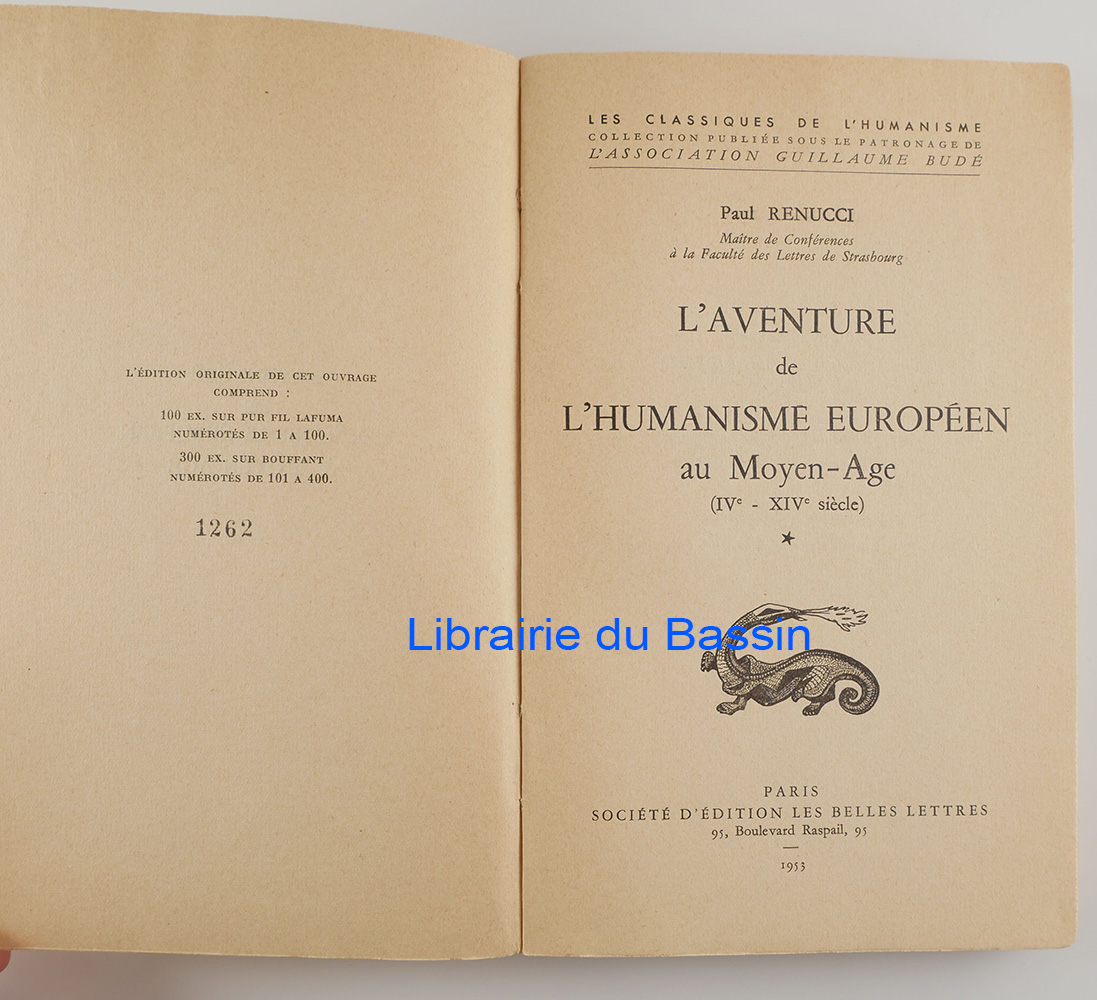 L'ÉDITION ORIGINALE DE CET OUVRAGE
COMPREND :
100 EX. SUR PUR FIL LAFUMA
NUMÉROTÉS DE 1 A 100.
300 EX. SUR BOUFFANT
NUMÉROTÉS DE 101 A 400.
1262
LES CLASSIQUES DE L'HUMANISME
COLLECTION PUBLIÉE SOUS LE PATRONAGE DE
L'ASSOCIATION GUILLAUME BUDÉ
Paul RENUCCI
Maître de Conférences
à la Faculté des Lettres de Strasbourg
L'AVENTURE
de
L'HUMANISME EUROPÉEN
au Moyen-Age
(IVe - XIVe siècle)
Librairie du Bassin
PARIS
SOCIÉTÉ D'ÉDITION LES BELLES LETTRES
95, Boulevard Raspail, 95
1953